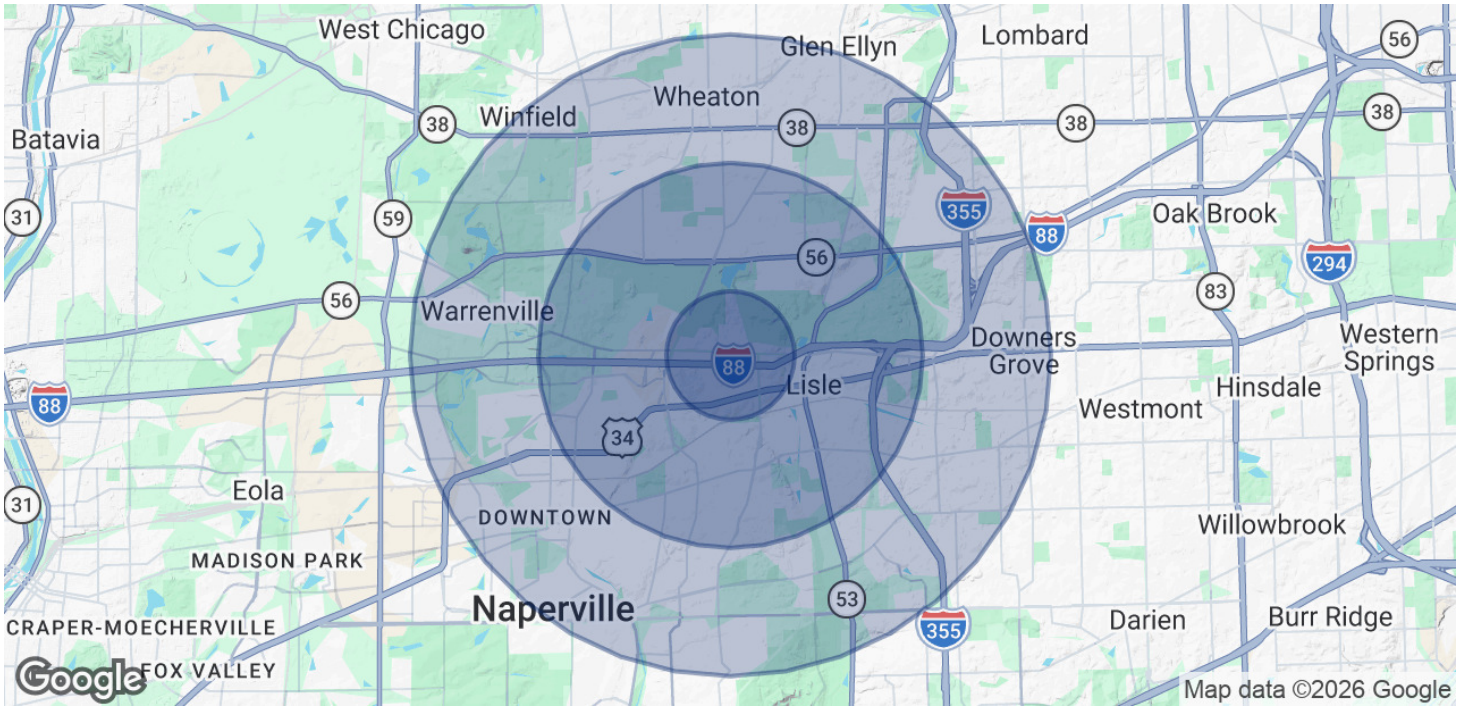 West Chicago
Glen Ellyn
Lombard
56
Wheaton
Winfield
38
38
38
38
Batavia
31
59
355
88
Oak Brook
56
294
56
83
Warrenville
Downers
Grove
Western
Springs
88
Lisle
Hinsdale
88
Westmont
34
Eola
31
DOWNTOWN
Willowbrook
MADISON PARK
Naperville
53
Darien
Burr Ridge
CRAPER-MOECHERVILLE
355
FOX VALLEY
Google
Map data ©2026 Google